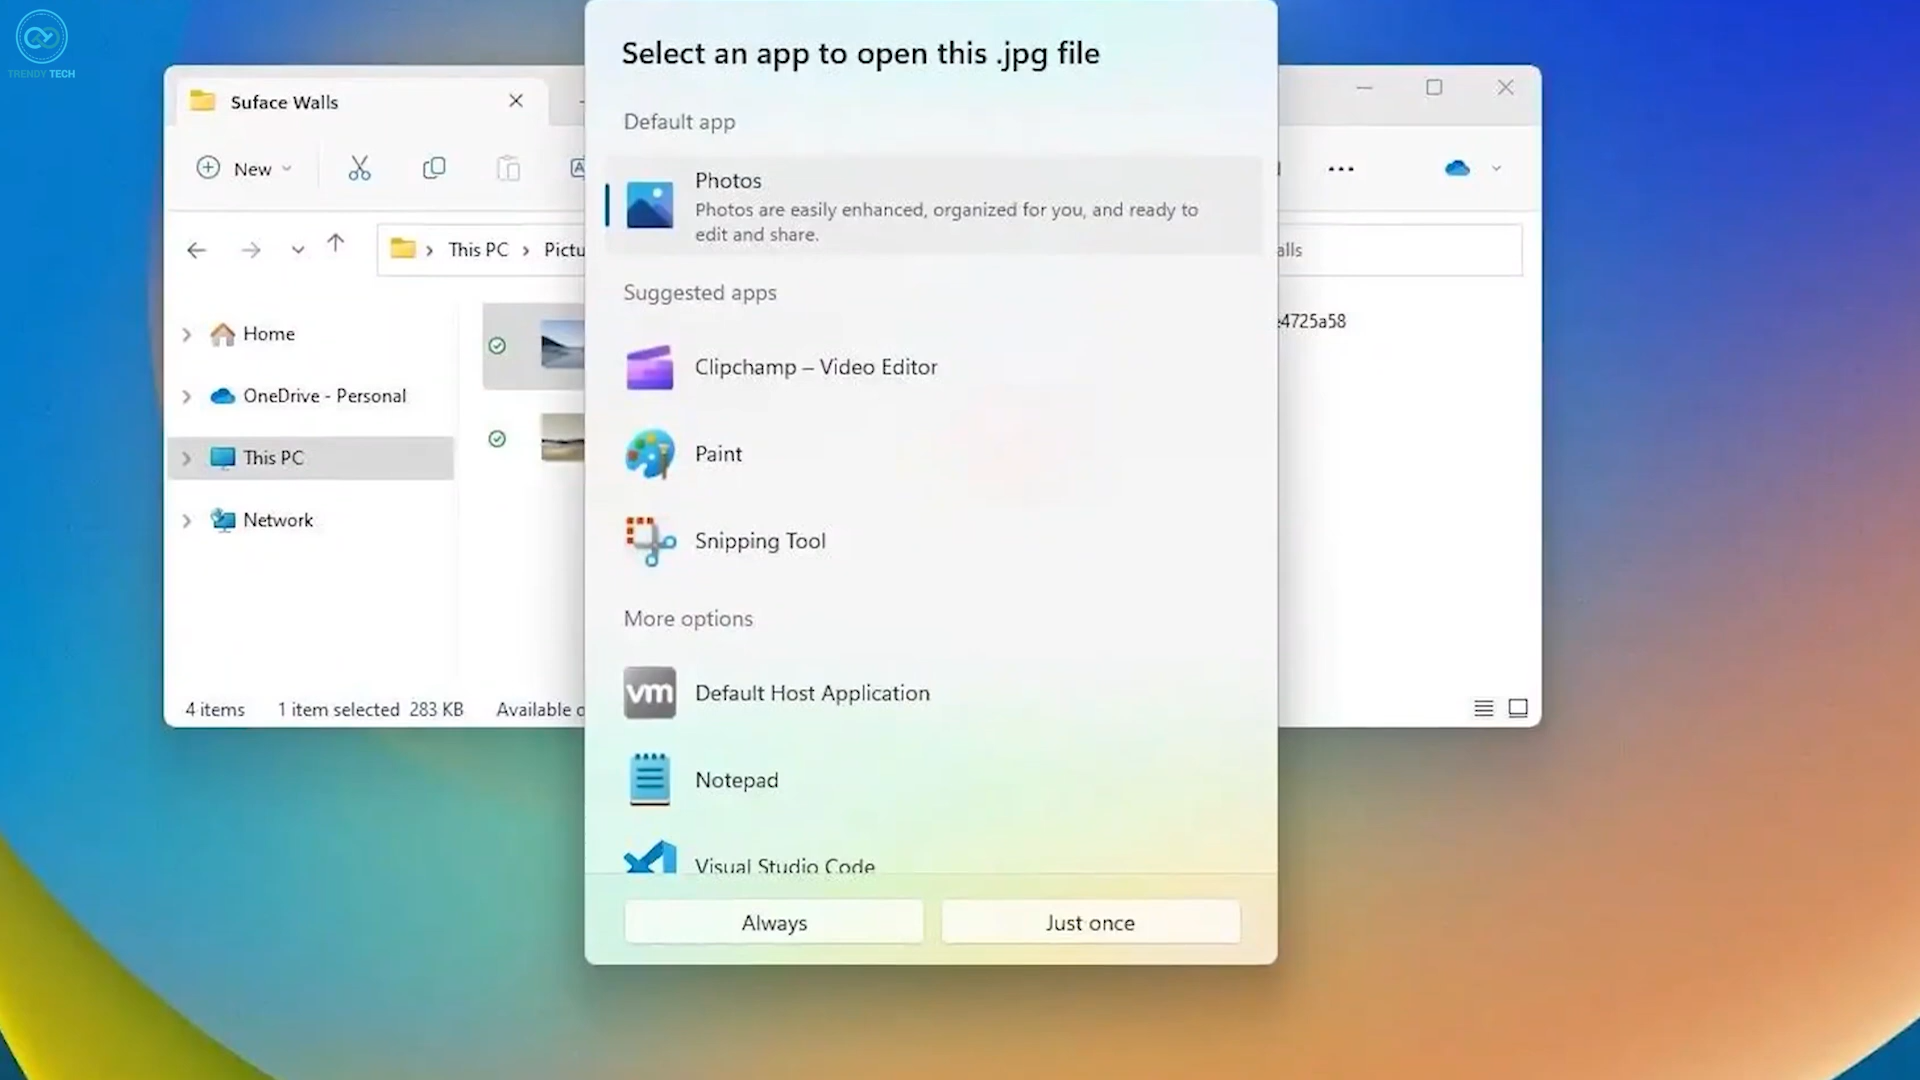 TRENDY TECH
Suface Walls
New
This PC
Home
OneDrive - Personal
This PC
Network
4 items
1 item selected 283 KB
Available
Select an app to open this .jpg file
Default app
Photos
Photos are easily enhanced, organized for you, and ready to
edit and share.
Suggested apps
Clipchamp – Video Editor
Paint
Snipping Tool
More options
Default Host Application
Notepad
Visual Studio Code
Always
Just once
4725a58